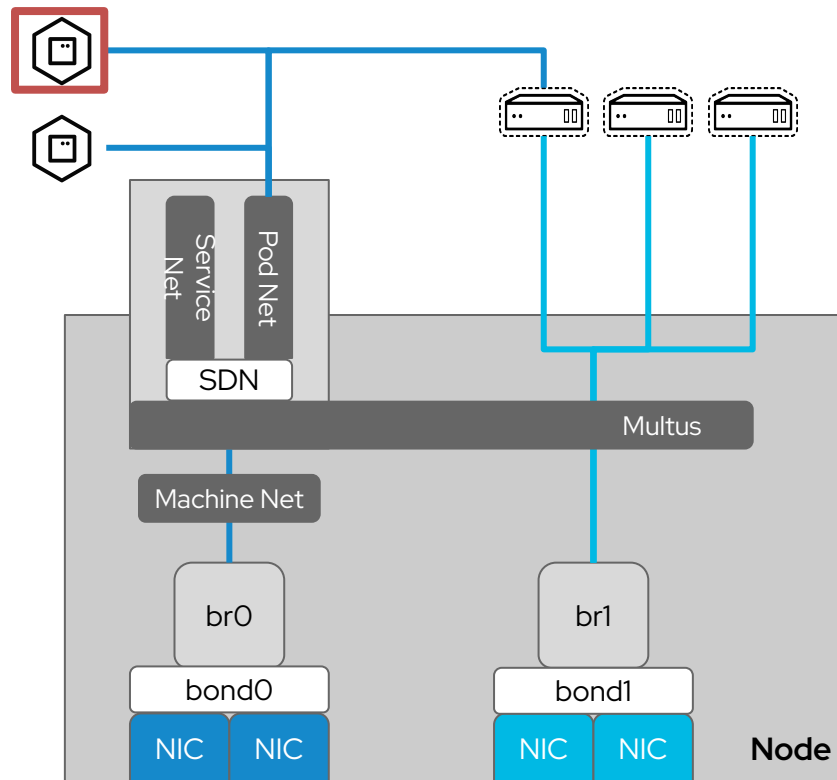 Service
Net
Pod Net
SDN
Multus
Machine Net
br0
br1
bond0
bond1
NIC
NIC
NIC
NIC
Node